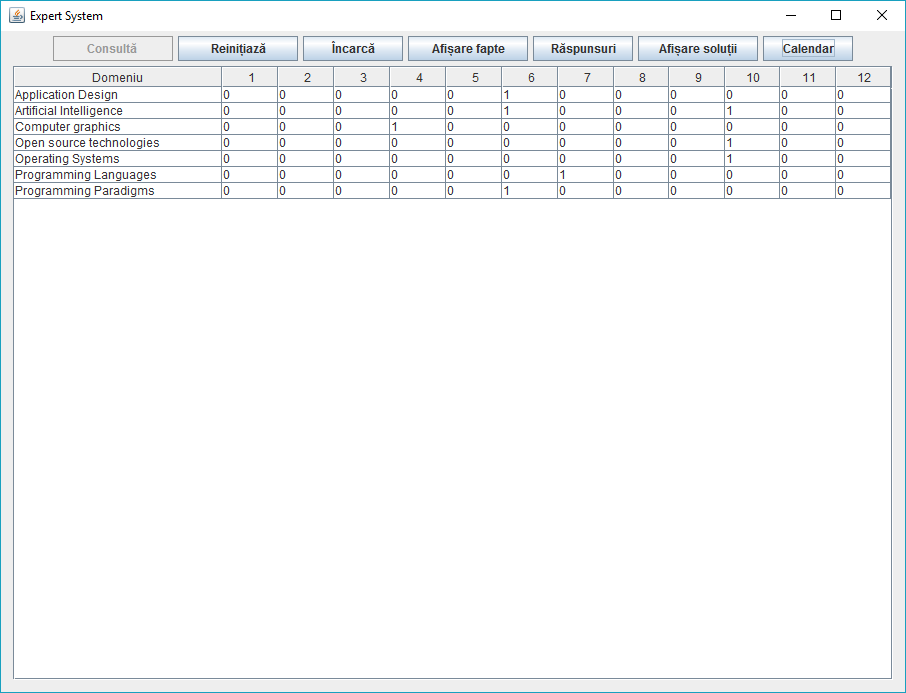 Expert System
Consultă Reinițiază Încarcă Afișare fapte Răspunsuri Afișare soluții Calendar
Domeniu 1 2 3 4 5 6 7 8 9 10 11 12
Application Design 0 0 0 0 0 1 0 0 0 0 0 0
Artificial Intelligence 0 0 0 0 0 1 0 0 0 1 0 0
Computer graphics 0 0 0 1 0 0 0 0 0 0 0 0
Open source technologies 0 0 0 0 0 0 0 0 0 1 0 0
Operating Systems 0 0 0 0 0 0 0 0 0 1 0 0
Programming Languages 0 0 0 0 0 0 1 0 0 0 0 0
Programming Paradigms 0 0 0 0 0 1 0 0 0 0 0 0